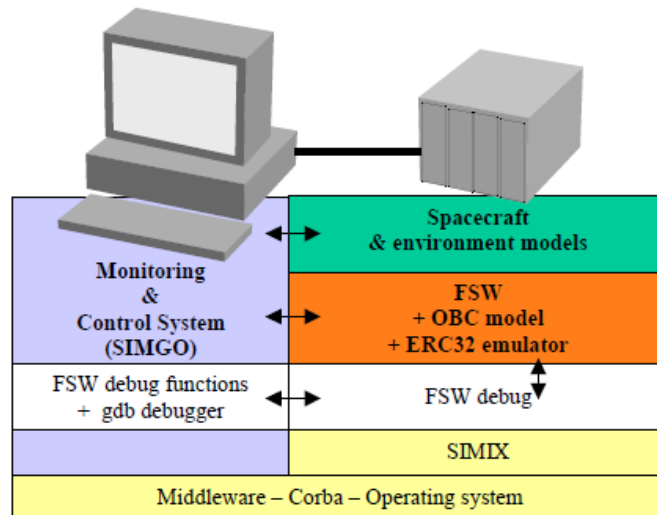 Monitoring
&
Control System
(SIMGO)
Spacecraft
& environment models
FSW
+ OBC model
+ ERC32 emulator
FSW debug functions
+ gdb debugger
FSW debug
SIMIX
Middleware – Corba – Operating system